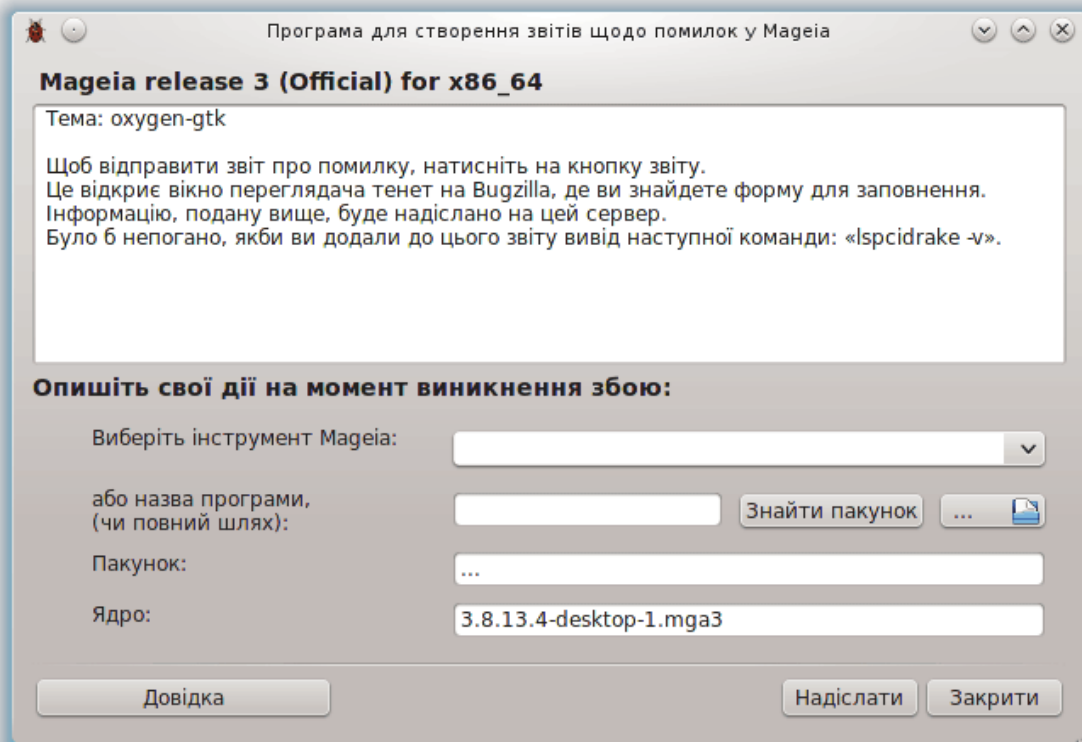 Програма для створення звітів щодо помилок у Mageia
Mageia release 3 (Official) for x86_64
Тема: oxygen-gtk
Щоб відправити звіт про помилку, натисніть на кнопку звіту.
Це відкриє вікно переглядача тенет на Bugzilla, де ви знайдете форму для заповнення.
Інформацію, подану вище, буде надіслано на цей сервер.
Було б непогано, якби ви додали до цього звіту вивід наступної команди: «lspcidrake -v».
Опишіть свої дії на момент виникнення збою:
Виберіть інструмент Mageia:
або назва програми,
(чи повний шлях):
Знайти пакунок
...
Пакунок:
...
Ядро:
3.8.13.4-desktop-1.mga3
Довідка
Надіслати
Закрити